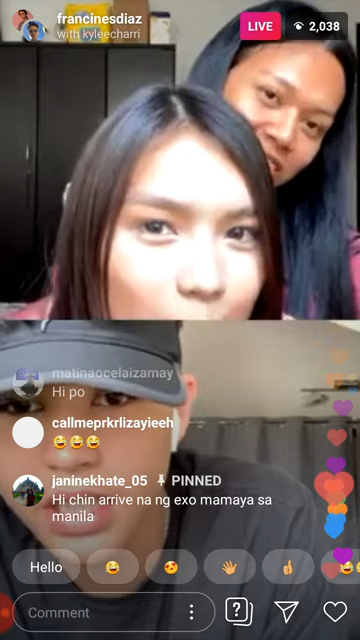 francinesdiaz
with kyleecharri
LIVE
2,038
matinaocelaizamay
Hi po
callmeprkrlizayieeh
😂😂😂
janinekhate_05 📌 PINNED
Hi chin arrive na ng exo mamaya sa
manila
Hello
Comment